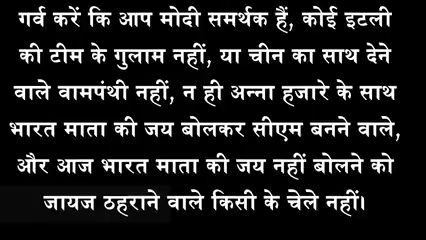 गर्व करें कि आप मोदी समर्थक हैं, कोई इटली
की टीम के गुलाम नहीं, या चीन का साथ देने
वाले वामपंथी नहीं, न ही अन्ना हजारे के साथ
भारत माता की जय बोलकर सीएम बनने वाले,
और आज भारत माता की जय नहीं बोलने को
जायज ठहराने वाले किसी के चेले नहीं।